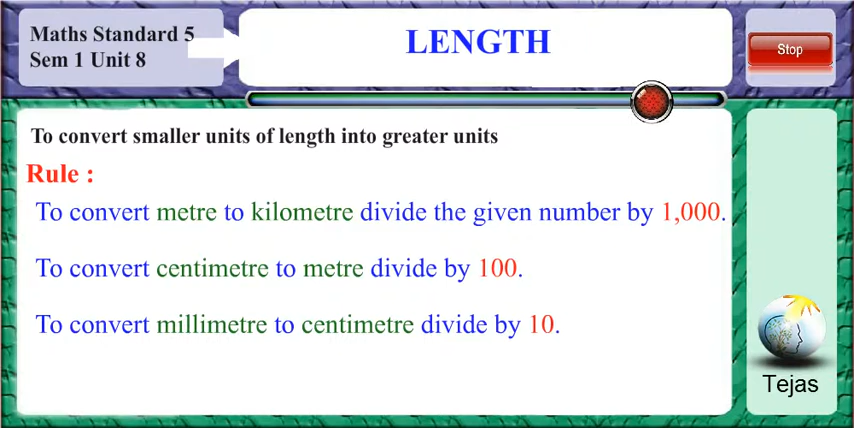 Maths Standard 5
Sem 1 Unit 8
LENGTH
Stop
To convert smaller units of length into greater units
Rule :
To convert metre to kilometre divide the given number by 1,000.
To convert centimetre to metre divide by 100.
To convert millimetre to centimetre divide by 10.
Tejas